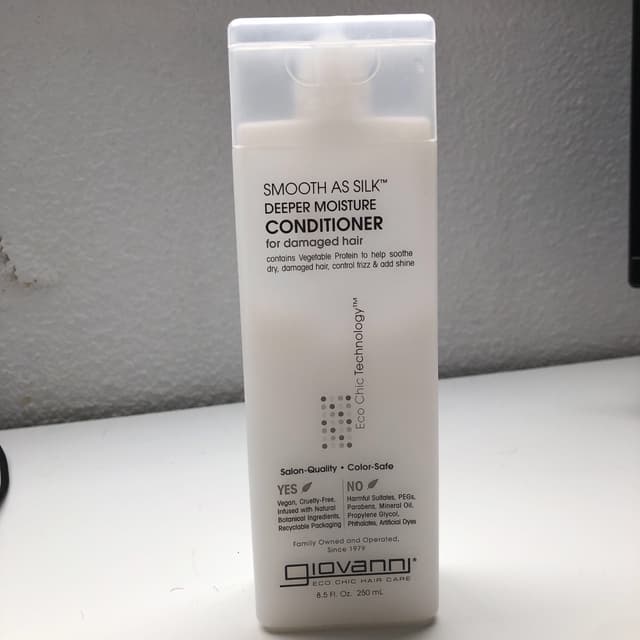 SMOOTH AS SILK™
DEEPER MOISTURE
CONDITIONER
for damaged hair
contains Vegetable Protein to help soothe
dry, damaged hair, control frizz & add shine
Eco Chic Technology™
Salon-Quality • Color-Safe
YES
Vegan, Cruelty-Free,
Infused with Natural
Botanical Ingredients,
Recyclable Packaging
NO
Harmful Sulfates, PEGs,
Parabens, Mineral Oil,
Propylene Glycol,
Phthalates, Artificial Dyes
Family Owned and Operated,
Since 1979
giovanni*
ECO CHIC HAIR CARE
8.5 Fl. Oz. 250 mL